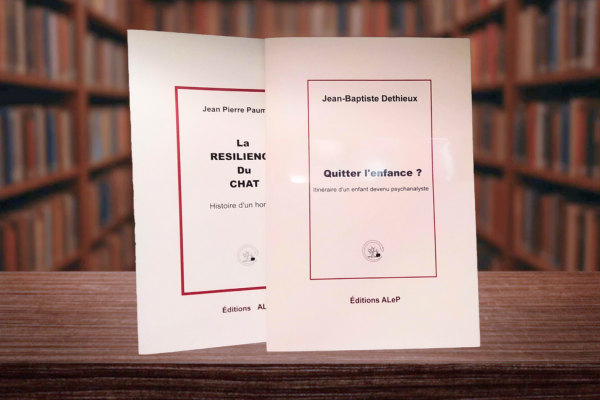 Jean Pierre Paum
La
RESILIENC
Du
CHAT
Histoire d'un hor
Éditions AL
Jean-Baptiste Dethieux
Quitter l'enfance ?
Itinéraire d'un enfant devenu psychanalyste
Éditions ALeP